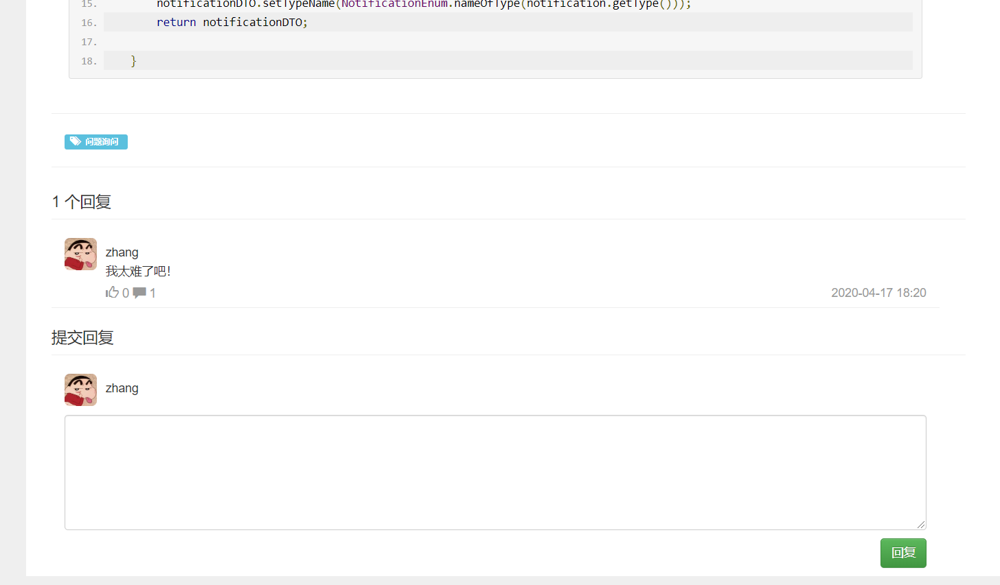 15. notificationDTO.setTypeName(NotificationEnum.nameOfType(notification.getType()));
16. return notificationDTO;
17.
18. }
问题询问
1 个回复
zhang
我太难了吧!
0 1 2020-04-17 18:20
提交回复
zhang
回复